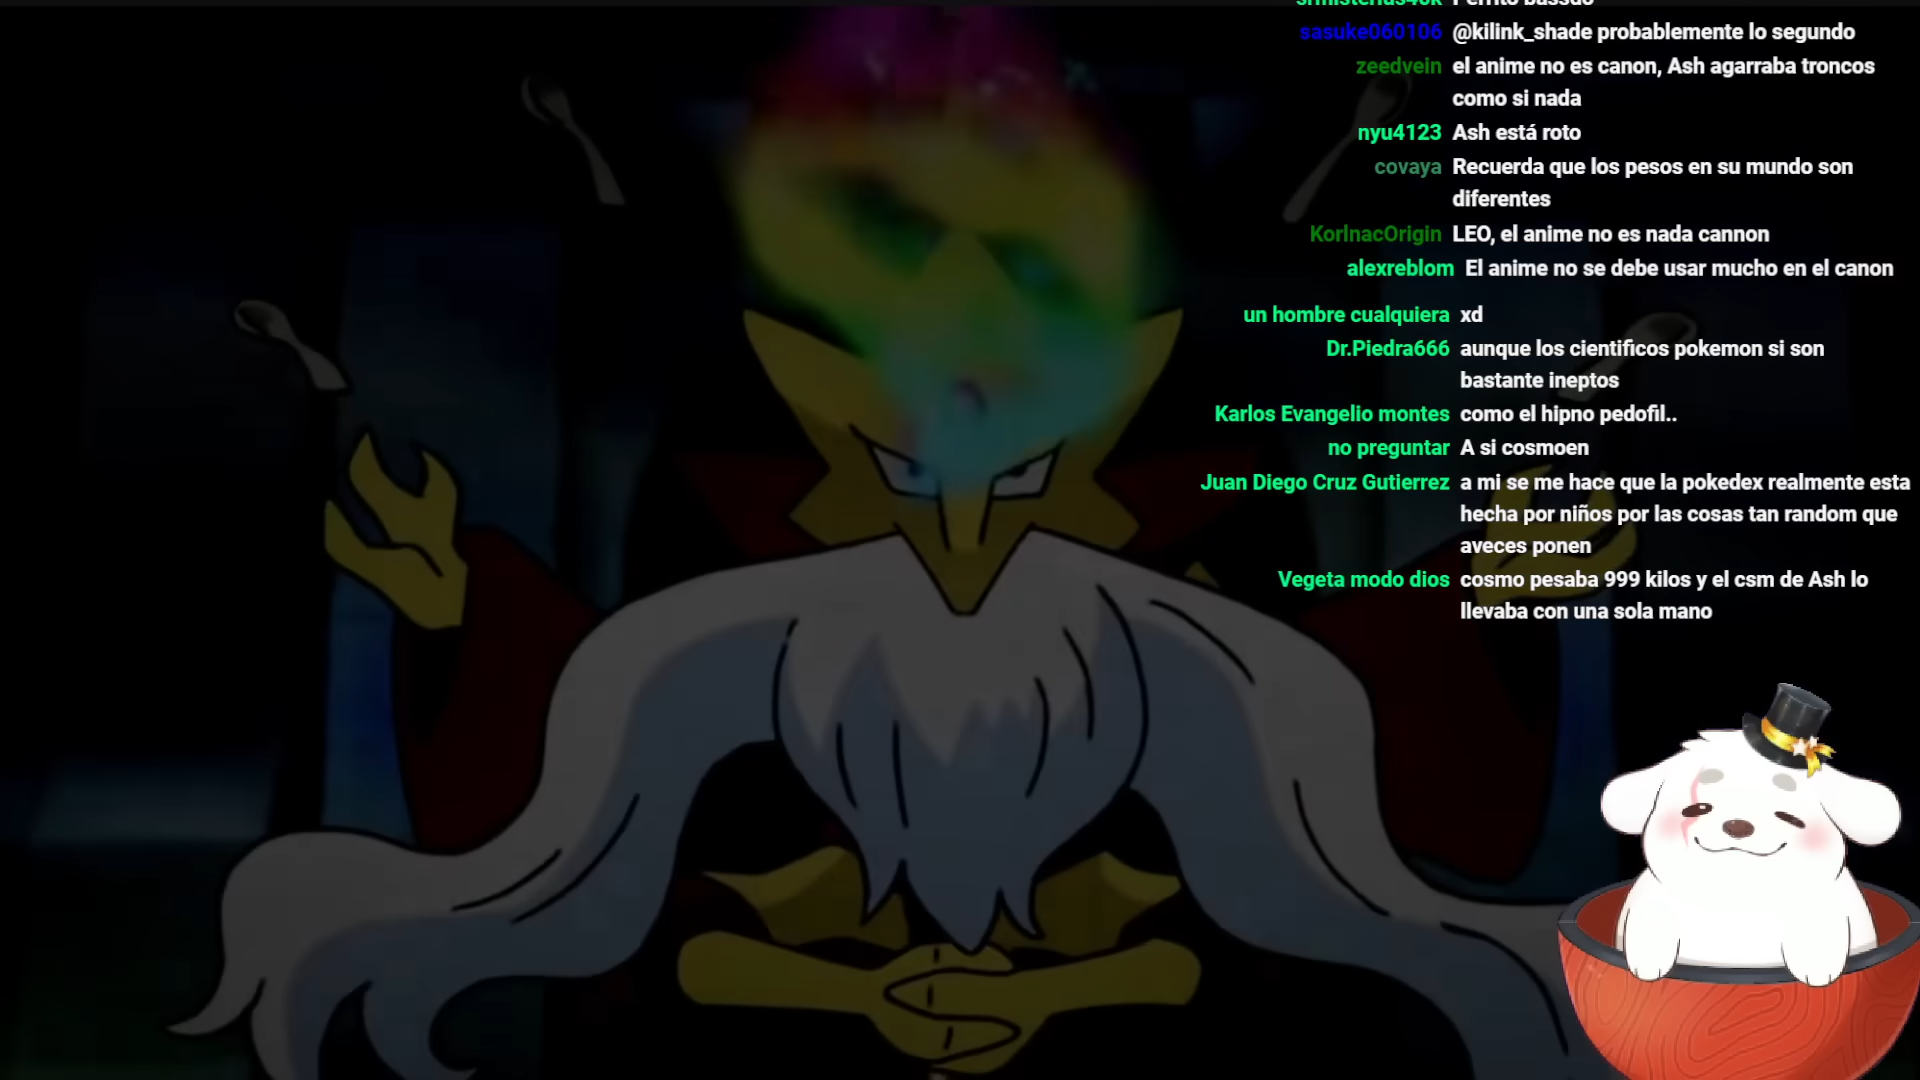 srmisterius46k Perrito bassdo
sasuke060106 @kilink_shade probablemente lo segundo
zeedvein el anime no es canon, Ash agarraba troncos
como si nada
nyu4123 Ash está roto
covaya Recuerda que los pesos en su mundo son
diferentes
KorlnacOrigin LEO, el anime no es nada cannon
alexreblom El anime no se debe usar mucho en el canon
un hombre cualquiera xd
Dr.Piedra666 aunque los cientificos pokemon si son
bastante ineptos
Karlos Evangelio montes como el hipno pedofil..
no preguntar A si cosmoen
Juan Diego Cruz Gutierrez a mi se me hace que la pokedex realmente esta
hecha por niños por las cosas tan random que
aveces ponen
Vegeta modo dios cosmo pesaba 999 kilos y el csm de Ash lo
llevaba con una sola mano